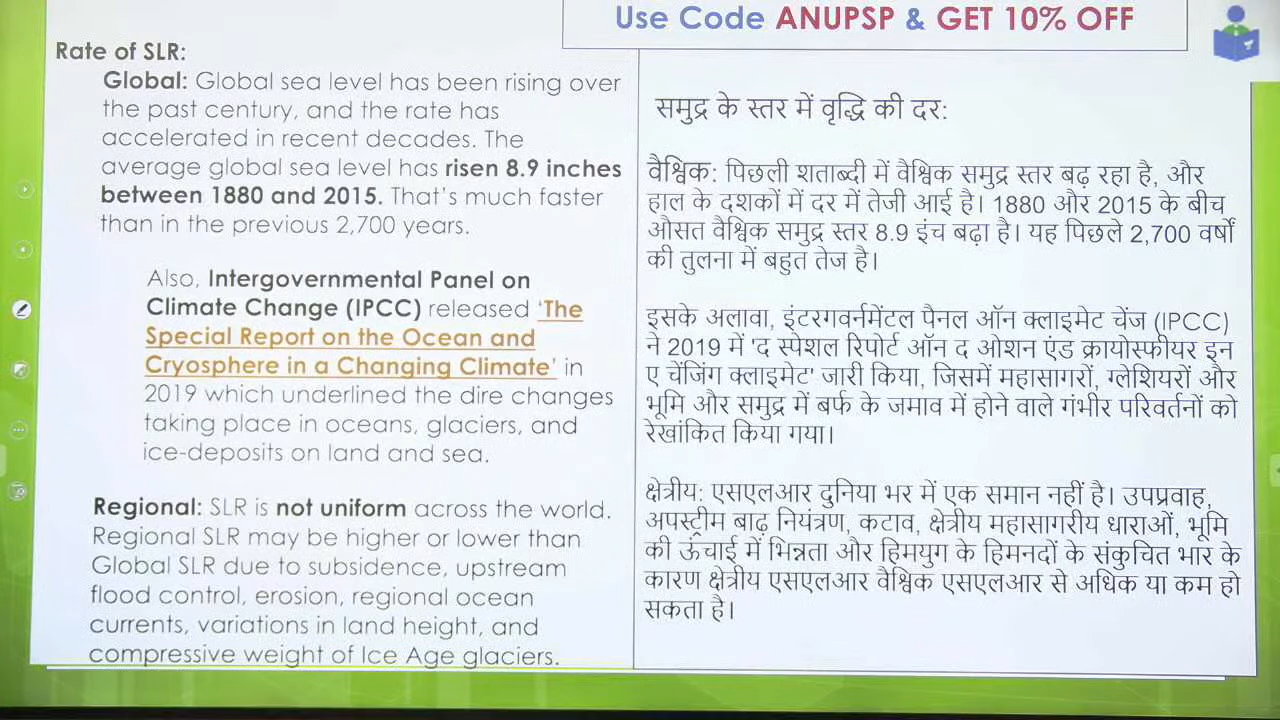 Use Code ANUPSP & GET 10% OFF
Rate of SLR:
Global: Global sea level has been rising over
the past century, and the rate has
accelerated in recent decades. The
average global sea level has risen 8.9 inches
between 1880 and 2015. That's much faster
than in the previous 2,700 years.
Also, Intergovernmental Panel on
Climate Change (IPCC) released 'The
Special Report on the Ocean and
Cryosphere in a Changing Climate' in
2019 which underlined the dire changes
taking place in oceans, glaciers, and
ice-deposits on land and sea.
Regional: SLR is not uniform across the world.
Regional SLR may be higher or lower than
Global SLR due to subsidence, upstream
flood control, erosion, regional ocean
currents, variations in land height, and
compressive weight of Ice Age glaciers.
समुद्र के स्तर में वृद्धि की दर:
वैश्विक: पिछली शताब्दी में वैश्विक समुद्र स्तर बढ़ रहा है, और
हाल के दशकों में दर में तेजी आई है। 1880 और 2015 के बीच
औसत वैश्विक समुद्र स्तर 8.9 इंच बढ़ा है। यह पिछले 2,700 वर्षों
की तुलना में बहुत तेज है।
इसके अलावा, इंटरगवर्नमेंटल पैनल ऑन क्लाइमेट चेंज (IPCC)
ने 2019 में 'द स्पेशल रिपोर्ट ऑन द ओशन एंड क्रायोस्फीयर इन
ए चेंजिंग क्लाइमेट' जारी किया, जिसमें महासागरों, ग्लेशियरों और
भूमि और समुद्र में बर्फ के जमाव में होने वाले गंभीर परिवर्तनों को
रेखांकित किया गया।
क्षेत्रीय: एसएलआर दुनिया भर में एक समान नहीं है। उपप्रवाह,
अपस्ट्रीम बाढ़ नियंत्रण, कटाव, क्षेत्रीय महासागरीय धाराओं, भूमि
की ऊंचाई में भिन्नता और हिमयुग के हिमनदों के संकुचित भार के
कारण क्षेत्रीय एसएलआर वैश्विक एसएलआर से अधिक या कम हो
सकता है।